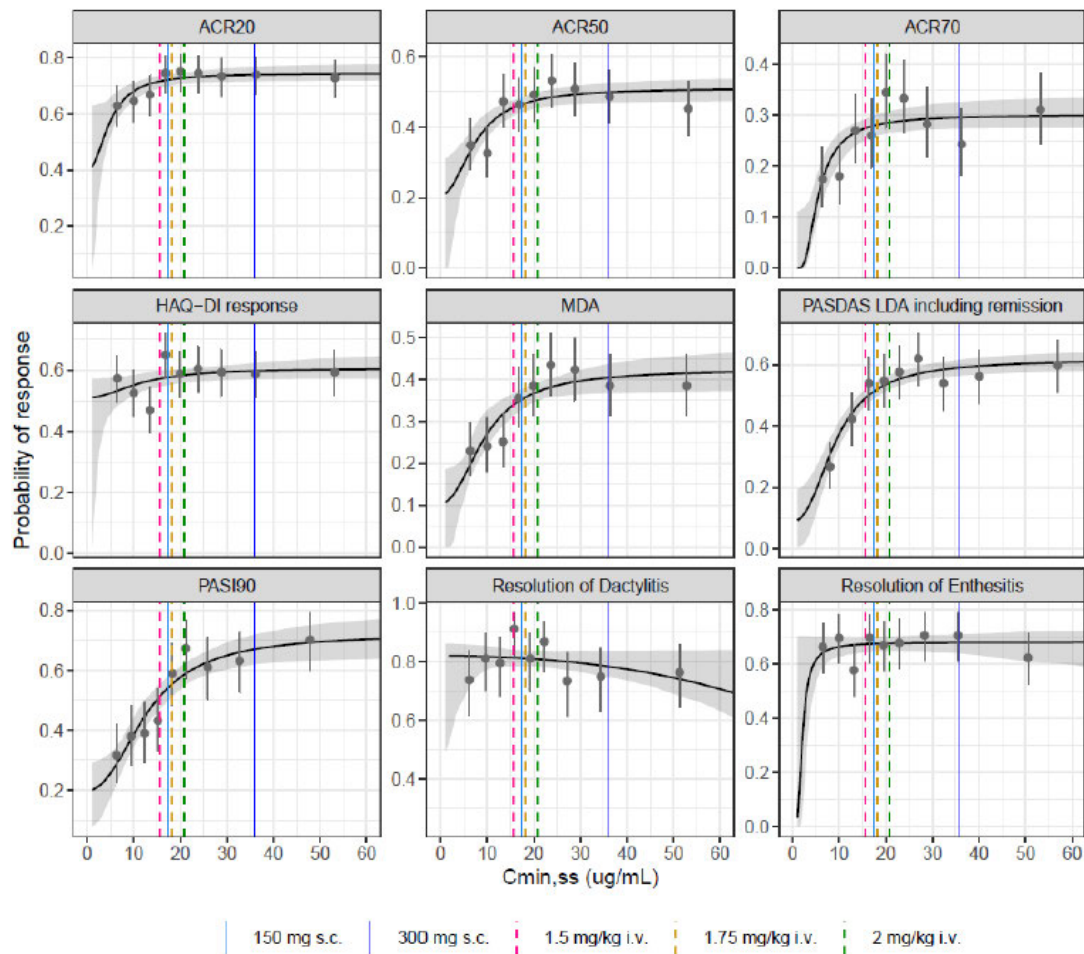 ACR20 ACR50 ACR70
0.8 0.6 0.4
0.6 0.4 0.3
0.4 0.2 0.2
0.2 0.0 0.1
0.0
HAQ-DI response MDA PASDAS LDA including remission
0.6 0.5 0.6
0.4 0.4 0.4
0.2 0.3 0.2
0.0 0.2 0.0
0.1
0.0
Probability of response
PASI90 Resolution of Dactylitis Resolution of Enthesitis
0.8 1.0 0.8
0.6 0.8 0.6
0.4 0.6 0.4
0.2 0.4 0.2
0.0
0 10 20 30 40 50 60 0 10 20 30 40 50 60 0 10 20 30 40 50 60
Cmin,ss (ug/mL)
150 mg s.c. 300 mg s.c. 1.5 mg/kg i.v. 1.75 mg/kg i.v. 2 mg/kg i.v.